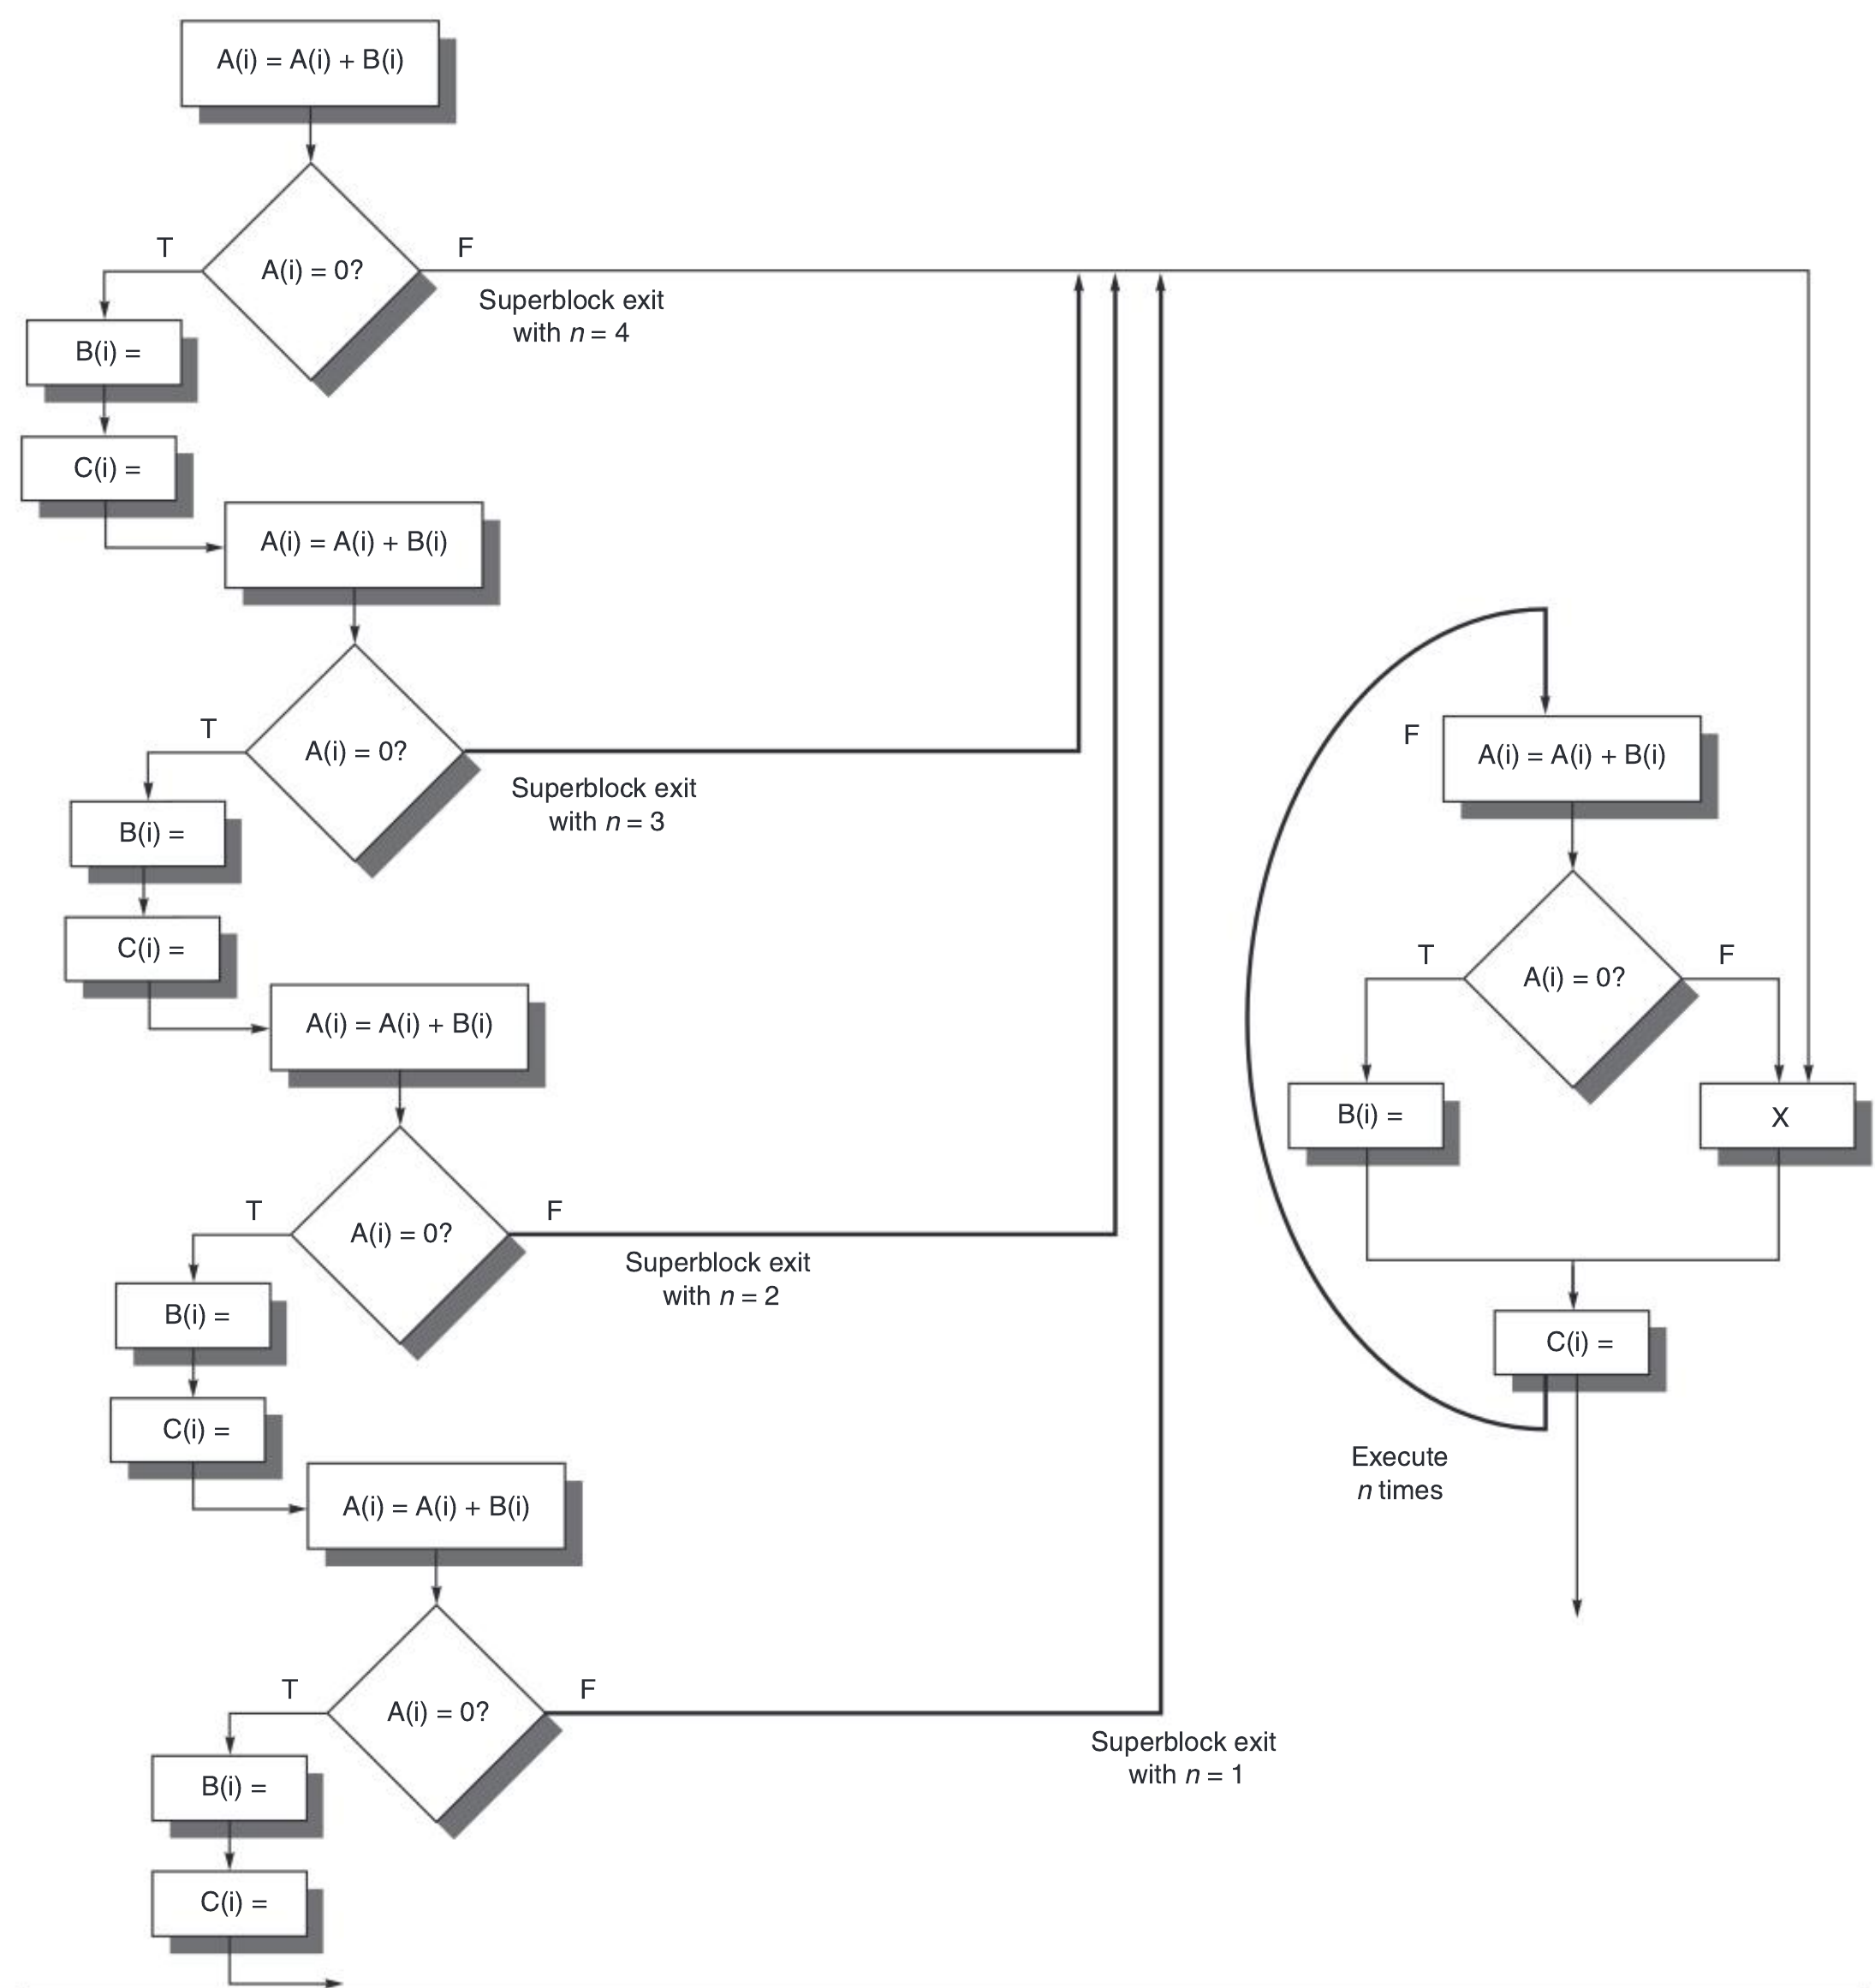 A(i) = A(i) + B(i)
T
F
A(i) = 0?
Superblock exit
with n = 4
B(i) =
C(i) =
A(i) = A(i) + B(i)
T
A(i) = 0?
Superblock exit
with n = 3
B(i) =
C(i) =
A(i) = A(i) + B(i)
T
F
A(i) = 0?
Superblock exit
with n = 2
B(i) =
C(i) =
A(i) = A(i) + B(i)
T
F
A(i) = 0?
Superblock exit
with n = 1
B(i) =
C(i) =
F
A(i) = A(i) + B(i)
T
F
A(i) = 0?
B(i) =
X
C(i) =
Execute
n times